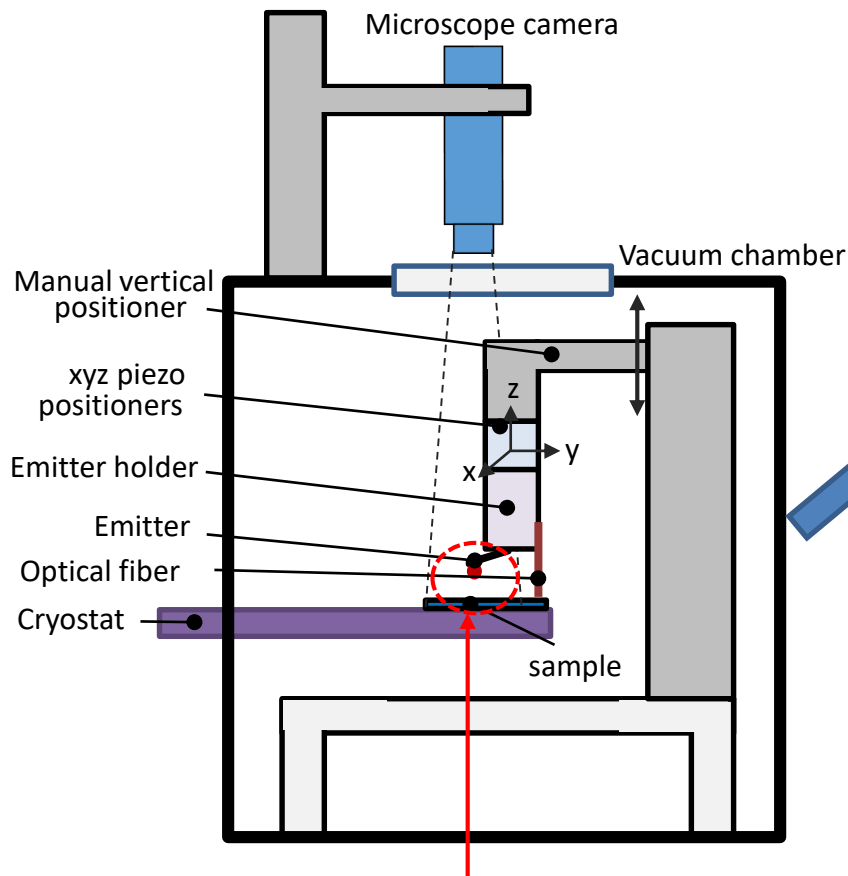 Microscope camera
Vacuum chamber
Manual vertical
positioner
xyz piezo
positioners
z
y
x
Emitter holder
Emitter
Optical fiber
Cryostat
sample